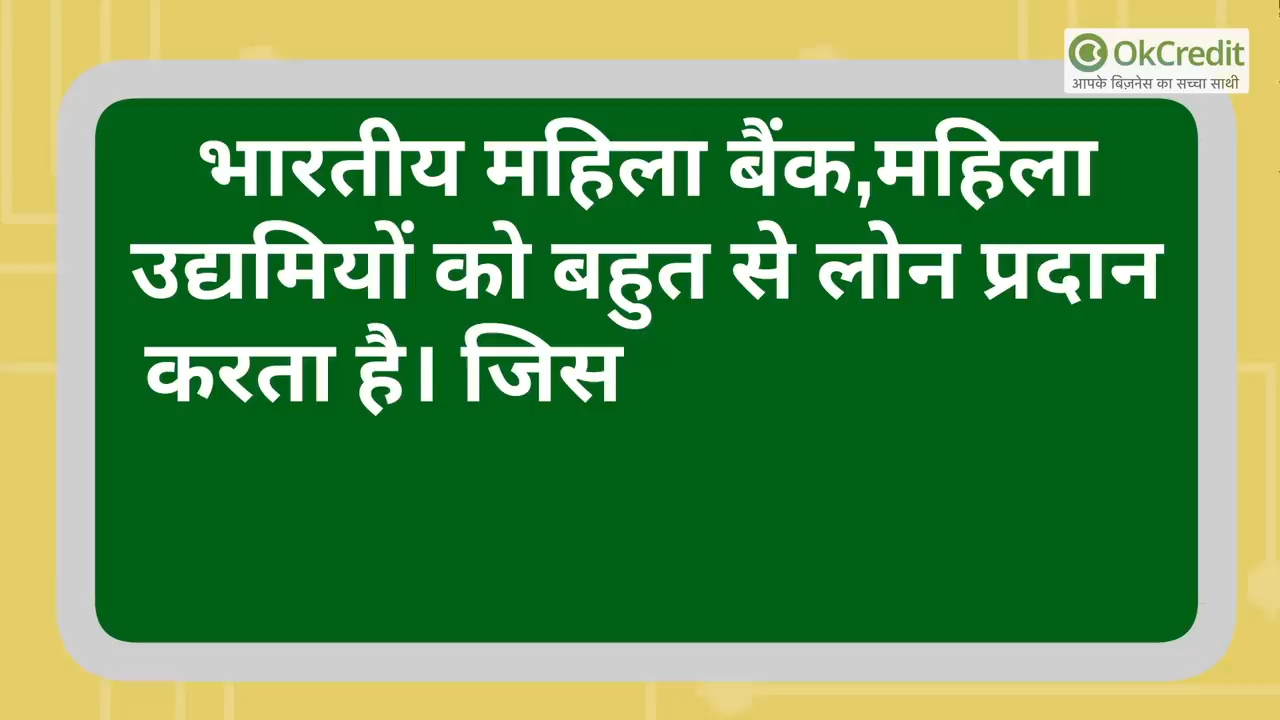 OkCredit
आपके बिज़नेस का सच्चा साथी
भारतीय महिला बैंक,महिला
उद्यमियों को बहुत से लोन प्रदान
करता है। जिस